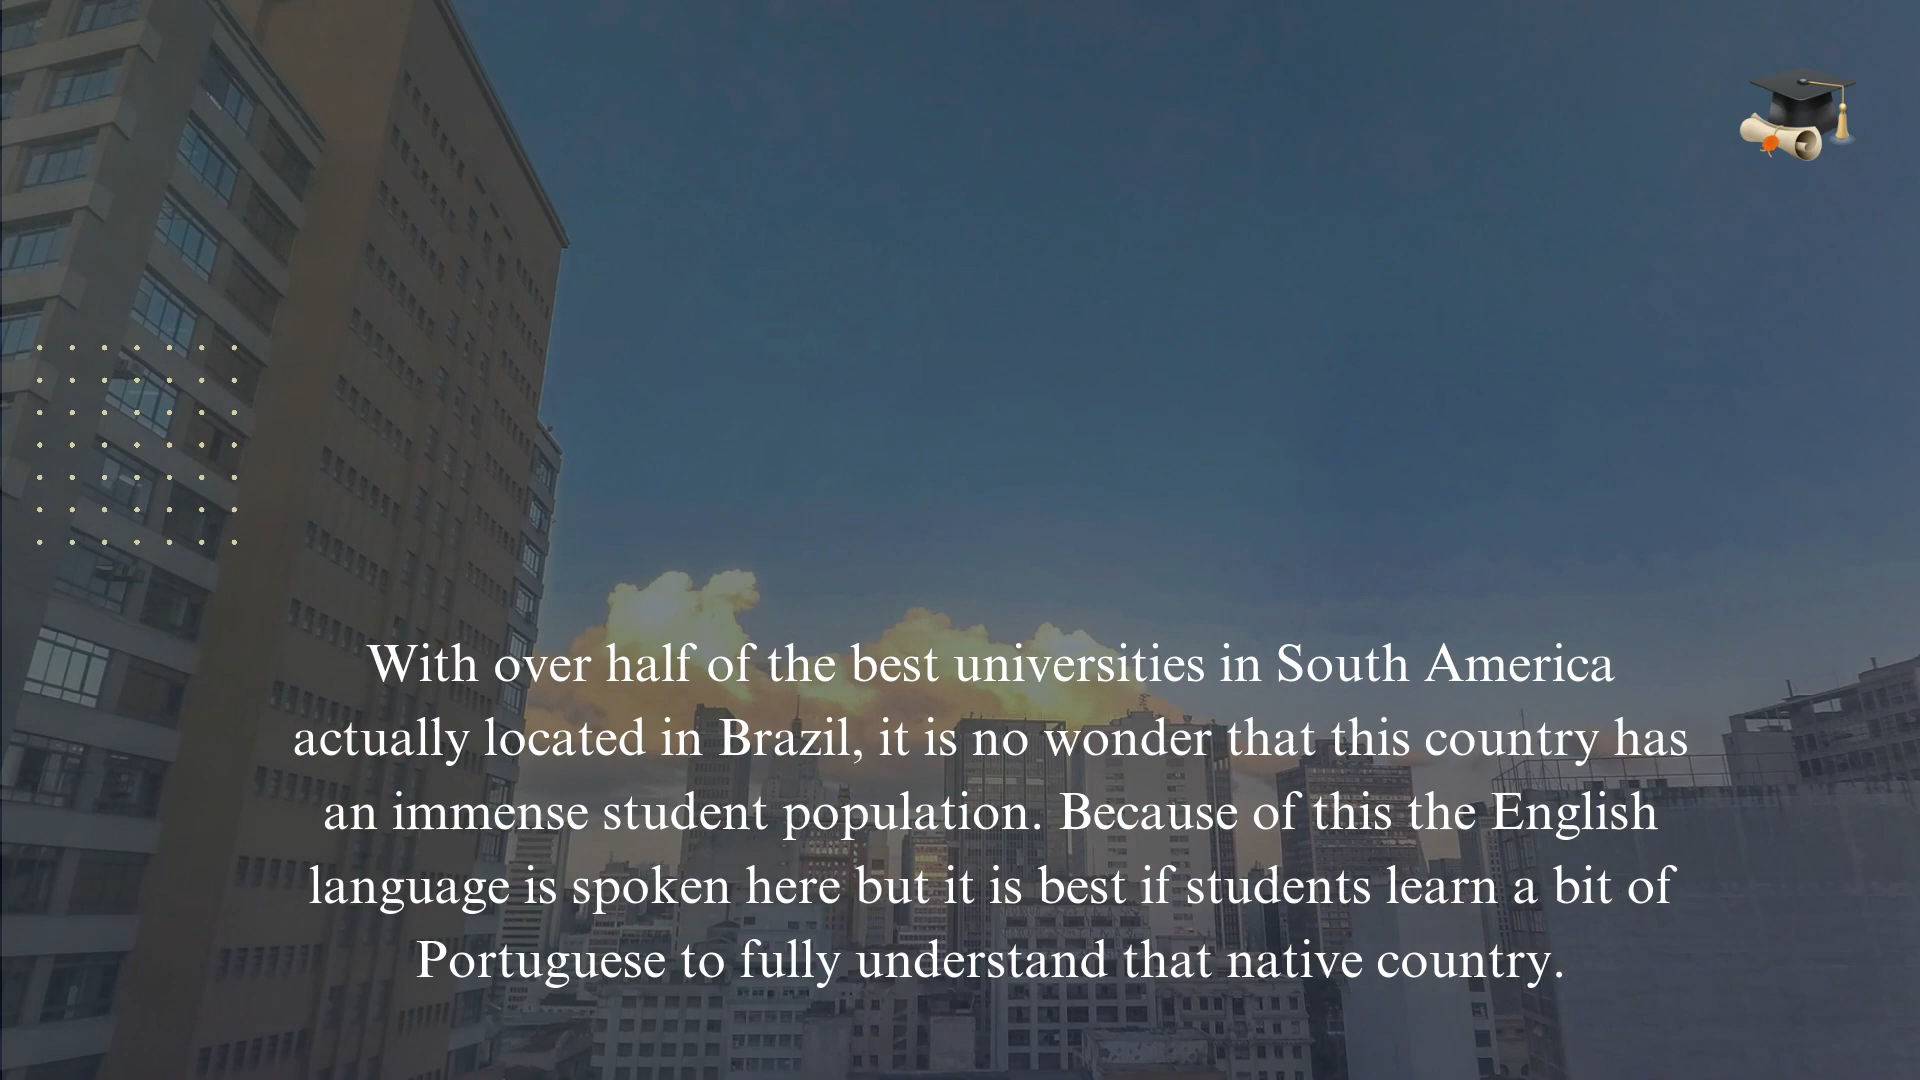 With over half of the best universities in South America
actually located in Brazil, it is no wonder that this country has
an immense student population. Because of this the English
language is spoken here but it is best if students learn a bit of
Portuguese to fully understand that native country.